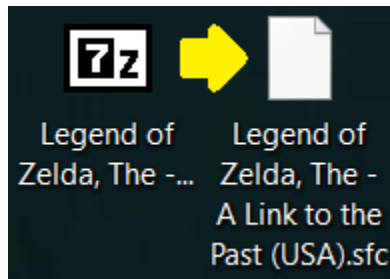 7z
Legend of
Zelda, The -...
Legend of
Zelda, The -
A Link to the
Past (USA).sfc